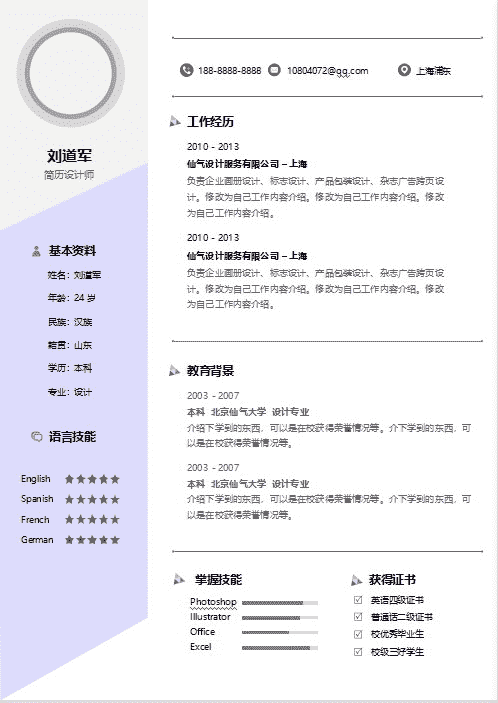 刘道军
简历设计师
基本资料
姓名：刘道军
年龄：24 岁
民族：汉族
籍贯：山东
学历：本科
专业：设计
语言技能
English
Spanish
French
German
188-8888-8888
10804072@qq.com
上海浦东
工作经历
2010 - 2013
仙气设计服务有限公司 – 上海
负责企业画册设计、标志设计、产品包装设计、杂志广告跨页设
计。修改为自己工作内容介绍。修改为自己工作内容介绍。修改
为自己工作内容介绍。
2010 - 2013
仙气设计服务有限公司 – 上海
负责企业画册设计、标志设计、产品包装设计、杂志广告跨页设
计。修改为自己工作内容介绍。修改为自己工作内容介绍。修改
为自己工作内容介绍。
教育背景
2003 - 2007
本科 北京仙气大学 设计专业
介绍下学到的东西，可以是在校获得荣誉情况等。介下学到的东西，可
以是在校获得荣誉情况等。
2003 - 2007
本科 北京仙气大学 设计专业
介绍下学到的东西，可以是在校获得荣誉情况等。介下学到的东西，可
以是在校获得荣誉情况等。
掌握技能
Photoshop
Illustrator
Office
Excel
获得证书
英语四级证书
普通话二级证书
校优秀毕业生
校级三好学生